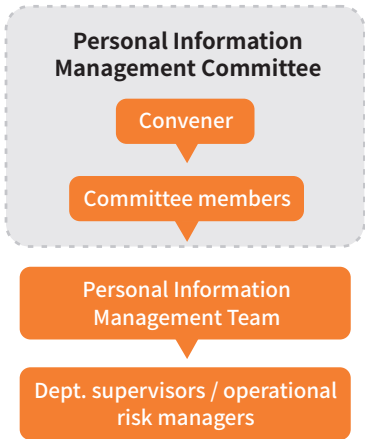 Personal Information
Management Committee
Convener
Committee members
Personal Information
Management Team
Dept. supervisors / operational
risk managers